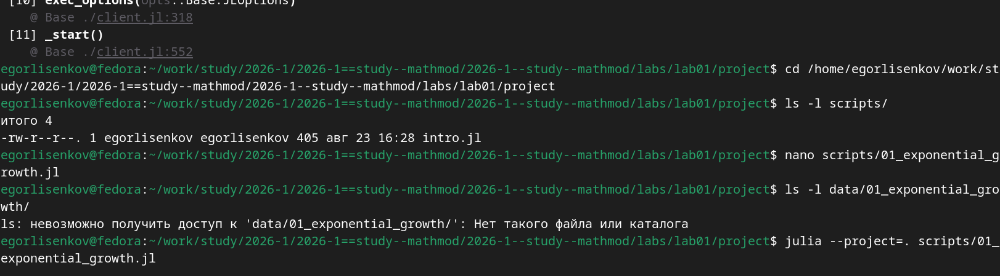 [10] exec_options(opts::Base.JLOptions)
@ Base ./client.jl:318
[11] _start()
@ Base ./client.jl:552
egorlisenkov@fedora:~/work/study/2026-1/2026-1==study--mathmod/2026-1--study--mathmod/labs/lab01/project$ cd /home/egorlisenkov/work/st
udy/2026-1/2026-1==study--mathmod/2026-1--study--mathmod/labs/lab01/project
egorlisenkov@fedora:~/work/study/2026-1/2026-1==study--mathmod/2026-1--study--mathmod/labs/lab01/project$ ls -l scripts/
итого 4
-rw-r--r--. 1 egorlisenkov egorlisenkov 405 авг 23 16:28 intro.jl
egorlisenkov@fedora:~/work/study/2026-1/2026-1==study--mathmod/2026-1--study--mathmod/labs/lab01/project$ nano scripts/01_exponential_g
rowth.jl
egorlisenkov@fedora:~/work/study/2026-1/2026-1==study--mathmod/2026-1--study--mathmod/labs/lab01/project$ ls -l data/01_exponential_gro
wth/
ls: невозможно получить доступ к 'data/01_exponential_growth/': Нет такого файла или каталога
egorlisenkov@fedora:~/work/study/2026-1/2026-1==study--mathmod/2026-1--study--mathmod/labs/lab01/project$ julia --project=. scripts/01_
exponential_growth.jl